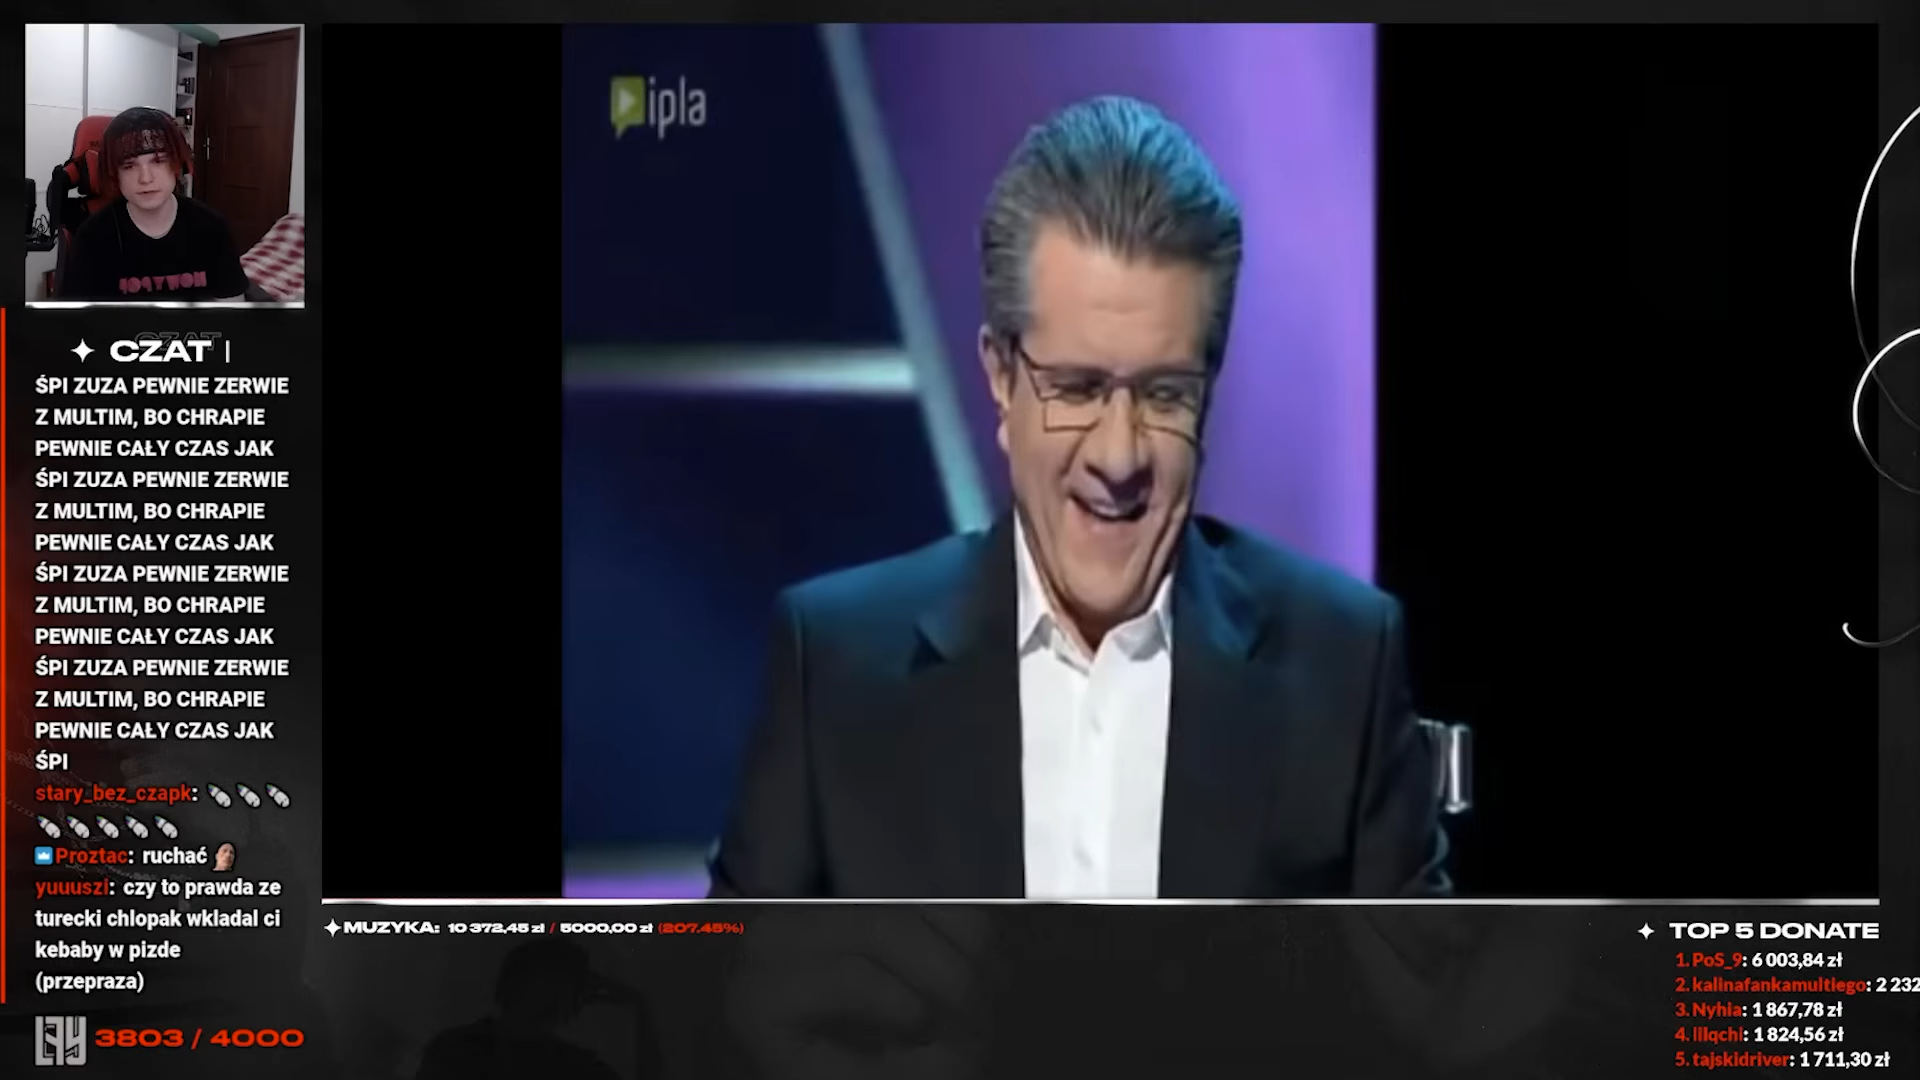 ipla
CZAT |
ŚPI ZUZA PEWNIE ZERWIE
Z MULTIM, BO CHRAPIE
PEWNIE CAŁY CZAS JAK
ŚPI ZUZA PEWNIE ZERWIE
Z MULTIM, BO CHRAPIE
PEWNIE CAŁY CZAS JAK
ŚPI ZUZA PEWNIE ZERWIE
Z MULTIM, BO CHRAPIE
PEWNIE CAŁY CZAS JAK
ŚPI ZUZA PEWNIE ZERWIE
Z MULTIM, BO CHRAPIE
PEWNIE CAŁY CZAS JAK
ŚPI
stary_bez_czapk:
Proztac: ruchać
yuuuszi: czy to prawda ze
turecki chlopak wkladal ci
kebaby w pizde
(przepraza)
3803 / 4000
MUZYKA: 10 372,45 zł / 5000,00 zł (207.45%)
TOP 5 DONATE
1. PoS_9: 6 003,84 zł
2. kalinafankamultiego: 2 232
3. Nyhia: 1 867,78 zł
4. lilqchi: 1 824,56 zł
5. tajskidriver: 1 711,30 zł